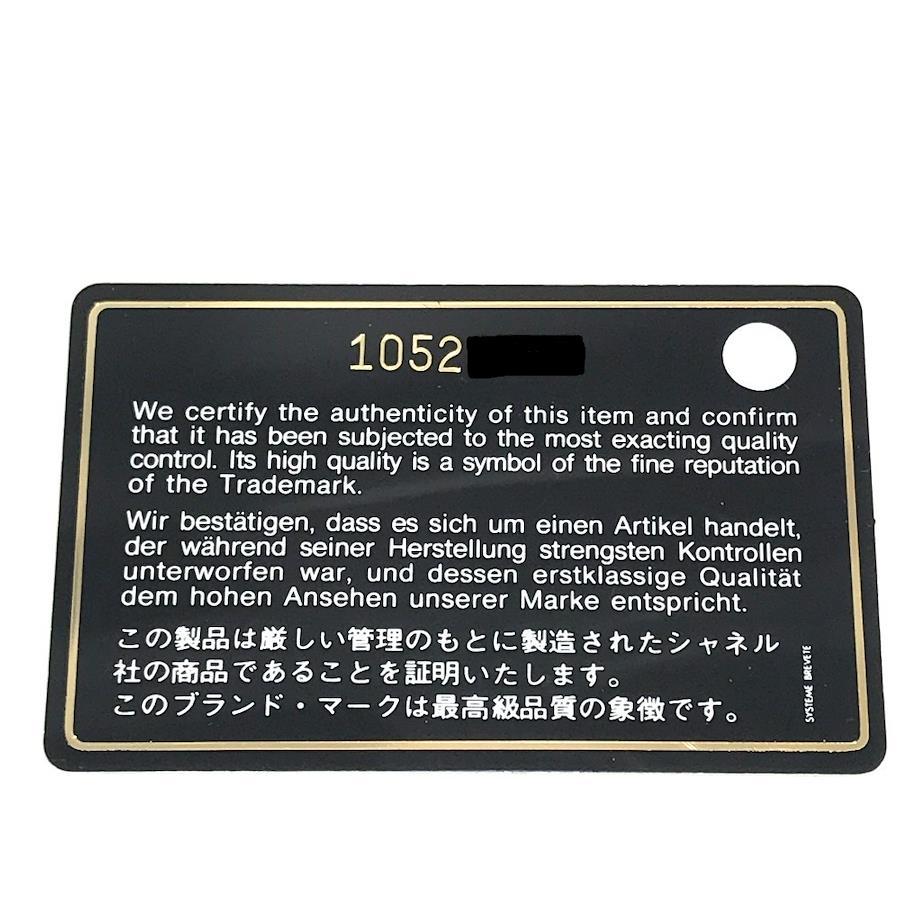 1052
We certify the authenticity of this item and confirm
that it has been subjected to the most exacting quality
control. Its high quality is a symbol of the fine reputation
of the Trademark.
Wir bestätigen, dass es sich um einen Artikel handelt,
der während seiner Herstellung strengsten Kontrollen
unterworfen war, und dessen erstklassige Qualität
dem hohen Ansehen unserer Marke entspricht.
この製品は厳しい管理のもとに製造されたシャネル
社の商品であることを証明いたします。
このブランド・マークは最高級品質の象徴です。
SYSTEME BREVETE